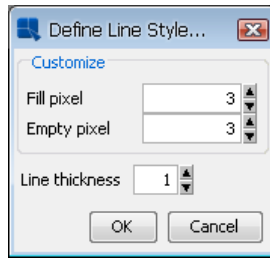 Define Line Style...
Customize
Fill pixel 3
Empty pixel 3
Line thickness 1
OK Cancel